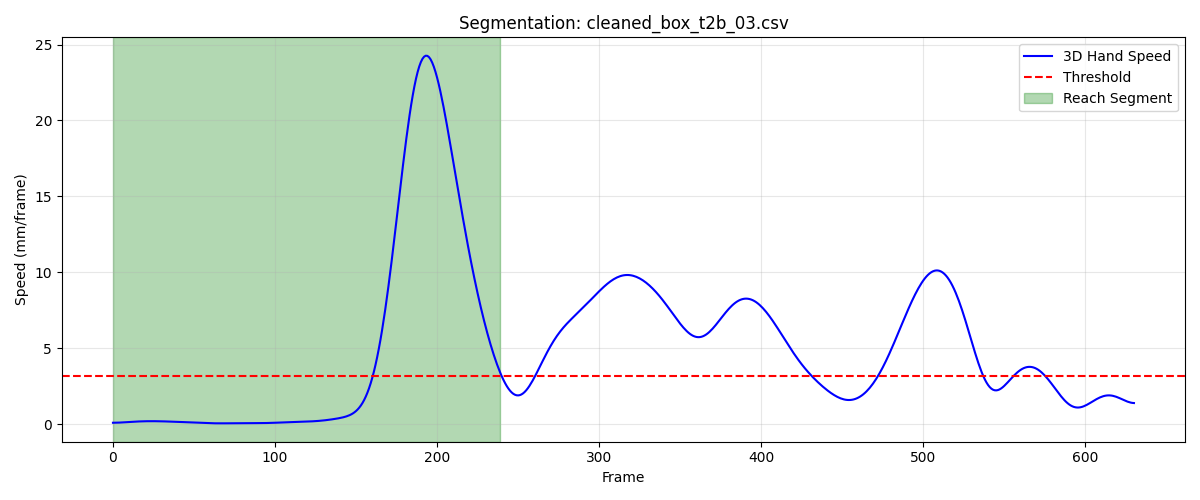 Segmentation: cleaned_box_t2b_03.csv
3D Hand Speed
Threshold
Reach Segment
Speed (mm/frame)
25
20
15
10
5
0
0 100 200 300 400 500 600
Frame